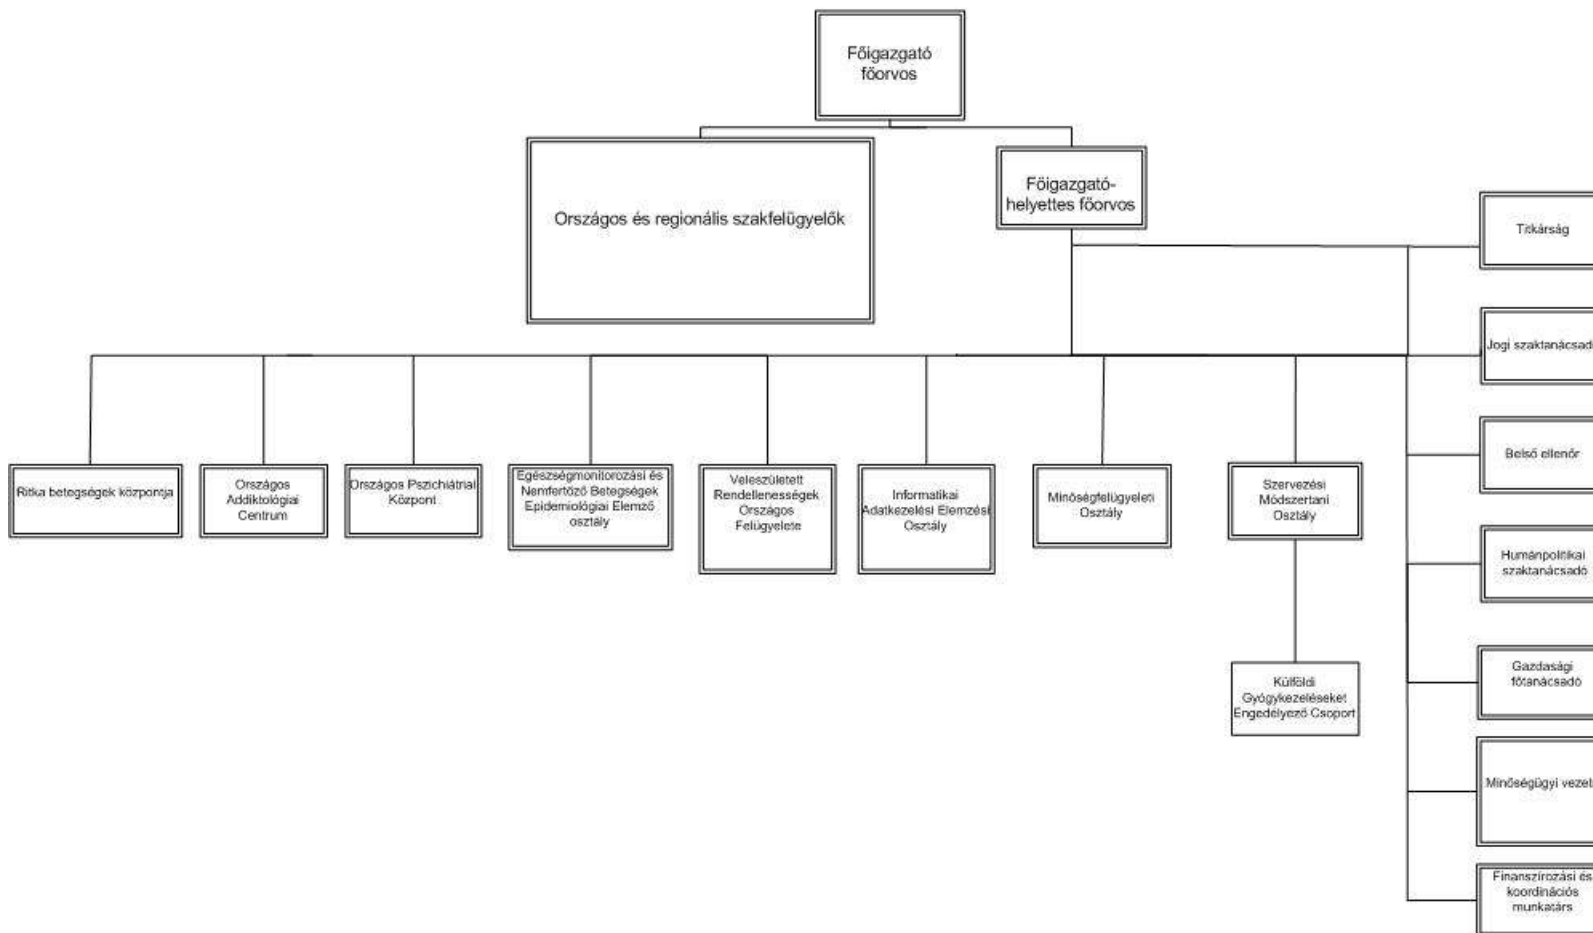 Főigazgató
főorvos
Országos és regionális szakfelügyelők
Főigazgató-
helyettes főorvos
Titkárság
Jogi szaktanácsadó
Belső ellenőr
Humánpolitikai
szaktanácsadó
Gazdasági
főtanácsadó
Minőségügyi vezető
Finanszírozási és
koordinációs
munkatárs
Ritka betegségek központja
Országos
Addiktológiai
Centrum
Országos Pszichiátriai
Központ
Egészségmonitorozási és
Nemfertőző Betegségek
Epidemiológiai Elemző
osztály
Veleszületett
Rendellenességek
Országos
Felügyelete
Informatikai
Adatkezelési Elemzési
Osztály
Minőségfelügyeleti
Osztály
Szervezési
Módszertani
Osztály
Külföldi
Gyógykezeléseket
Engedélyező Csoport